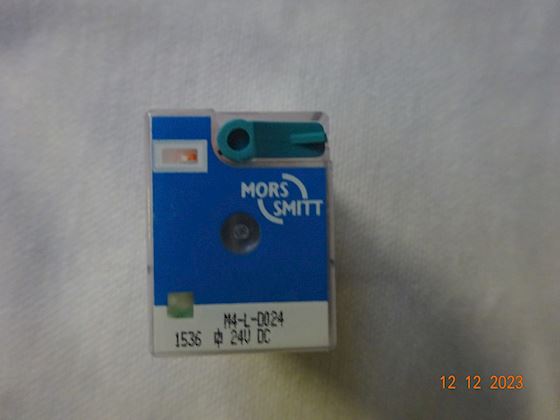 MORS
SMITT
M4-L-D024
1536 24V DC
12 12 2023